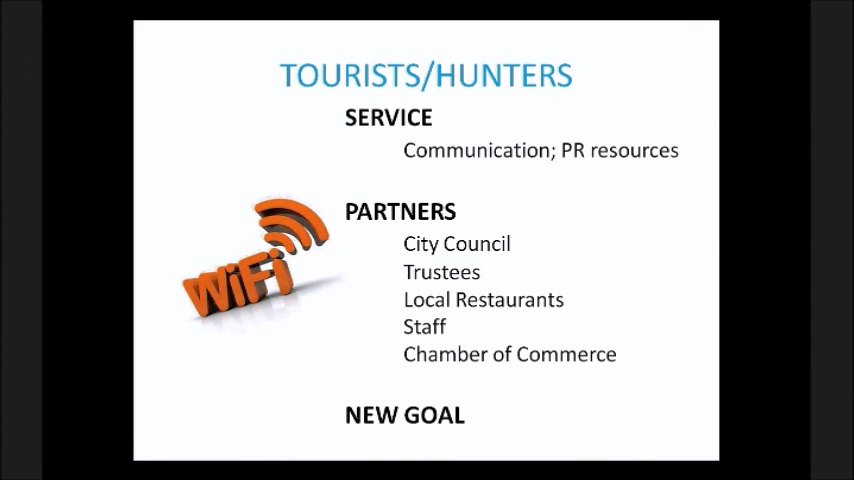 TOURISTS/HUNTERS
SERVICE
Communication; PR resources
WiFi
PARTNERS
City Council
Trustees
Local Restaurants
Staff
Chamber of Commerce
NEW GOAL